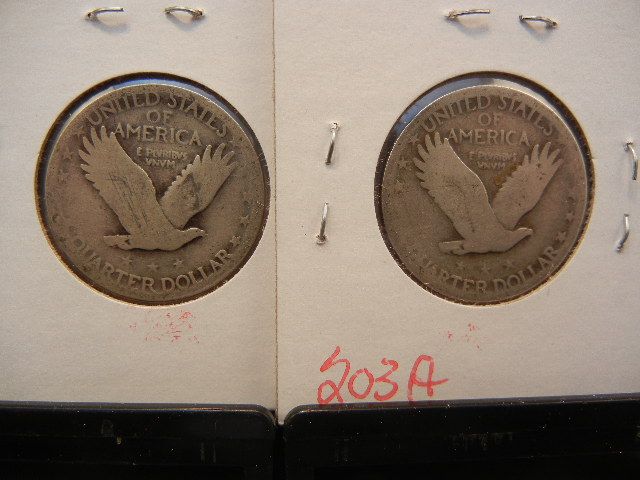 UNITED STATES
OF
AMERICA
E PLURIBUS
UNUM
QUARTER DOLLAR
UNITED STATES
OF
AMERICA
E PLURIBUS
UNUM
QUARTER DOLLAR
203A